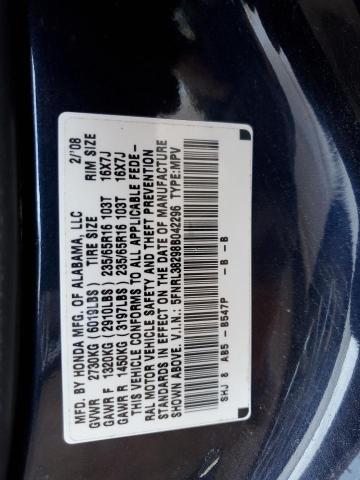 MFD. BY HONDA MFG. OF ALABAMA, LLC 2/'08
GVWR 2730KG (6019LBS) TIRE SIZE RIM SIZE
GAWR F 1320KG (2910LBS) 235/65R16 103T 16X7J
GAWR R 1450KG (3197LBS) 235/65R16 103T 16X7J
THIS VEHICLE CONFORMS TO ALL APPLICABLE FEDE-
RAL MOTOR VEHICLE SAFETY AND THEFT PREVENTION
STANDARDS IN EFFECT ON THE DATE OF MANUFACTURE
SHOWN ABOVE. V.I.N.: 5FNRL38298B042296 TYPE:MPV
SHJ 8 AB5 - B547P - B - B